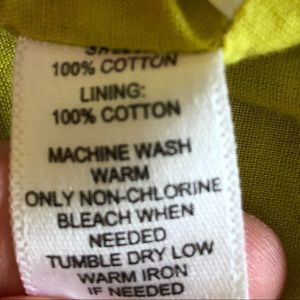 100% COTTON
LINING:
100% COTTON
MACHINE WASH
WARM
ONLY NON-CHLORINE
BLEACH WHEN
NEEDED
TUMBLE DRY LOW
WARM IRON
IF NEEDED